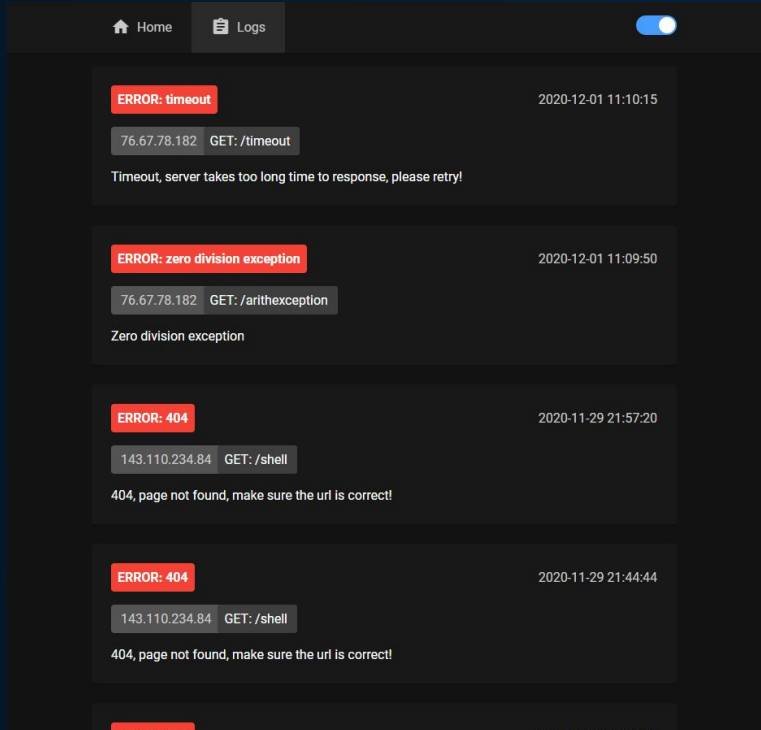 Home
Logs
ERROR: timeout
2020-12-01 11:10:15
76.67.78.182 GET: /timeout
Timeout, server takes too long time to response, please retry!
ERROR: zero division exception
2020-12-01 11:09:50
76.67.78.182 GET: /arithexception
Zero division exception
ERROR: 404
2020-11-29 21:57:20
143.110.234.84 GET: /shell
404, page not found, make sure the url is correct!
ERROR: 404
2020-11-29 21:44:44
143.110.234.84 GET: /shell
404, page not found, make sure the url is correct!